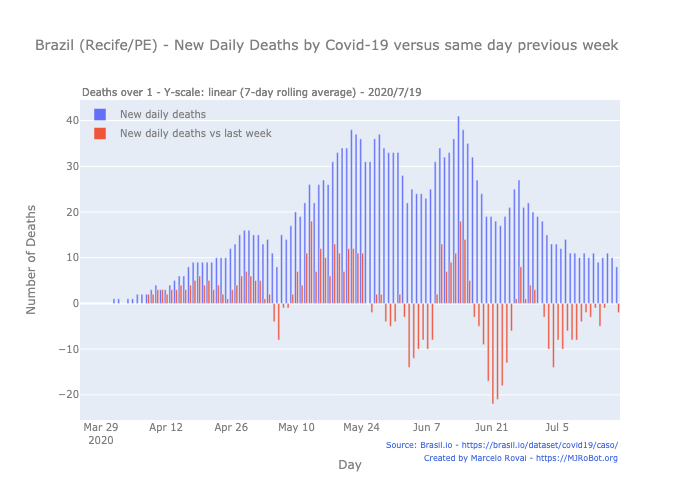 Brazil (Recife/PE) - New Daily Deaths by Covid-19 versus same day previous week
Deaths over 1 - Y-scale: linear (7-day rolling average) - 2020/7/19
New daily deaths
New daily deaths vs last week
Number of Deaths
40
30
20
10
0
−10
−20
Mar 29 Apr 12 Apr 26 May 10 May 24 Jun 7 Jun 21 Jul 5
2020
Source: Brasil.io - https://brasil.io/dataset/covid19/caso/
Created by Marcelo Rovai - https://MJRoBot.org
Day